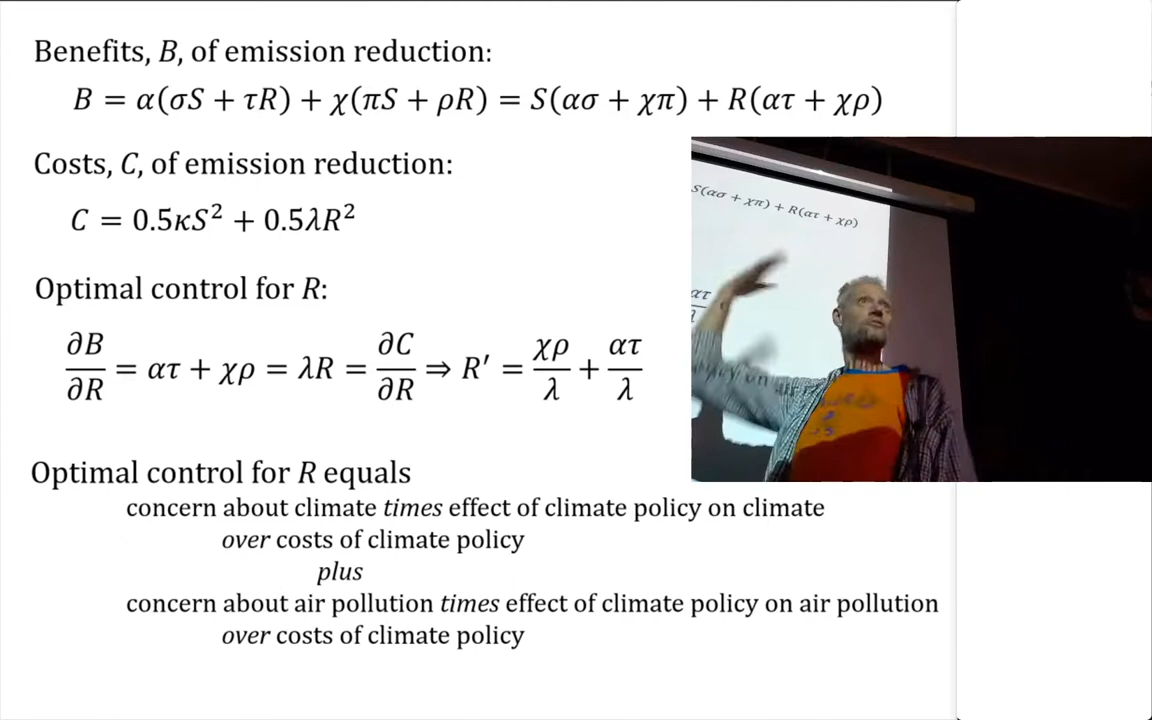 Benefits, B, of emission reduction:
B = α(σS + τR) + χ(πS + ρR) = S(ασ + χπ) + R(ατ + χρ)
Costs, C, of emission reduction:
C = 0.5κS² + 0.5λR²
Optimal control for R:
∂B/∂R = ατ + χρ = λR = ∂C/∂R ⇒ R′ = χρ/λ + ατ/λ
Optimal control for R equals
concern about climate times effect of climate policy on climate
over costs of climate policy
plus
concern about air pollution times effect of climate policy on air pollution
over costs of climate policy
S(ασ + χπ) + R(ατ + χρ)
ατ